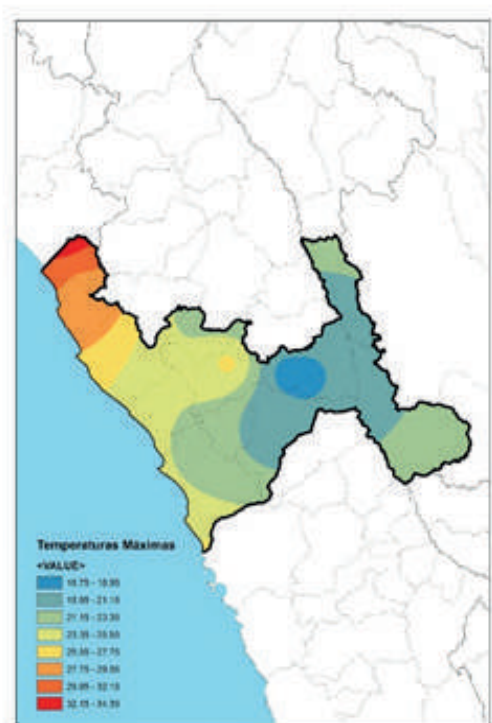 Temperaturas Máximas
<VALUE>
16.75 - 18.95
18.95 - 21.15
21.15 - 23.35
23.35 - 25.55
25.55 - 27.75
27.75 - 29.95
29.95 - 32.15
32.15 - 34.35